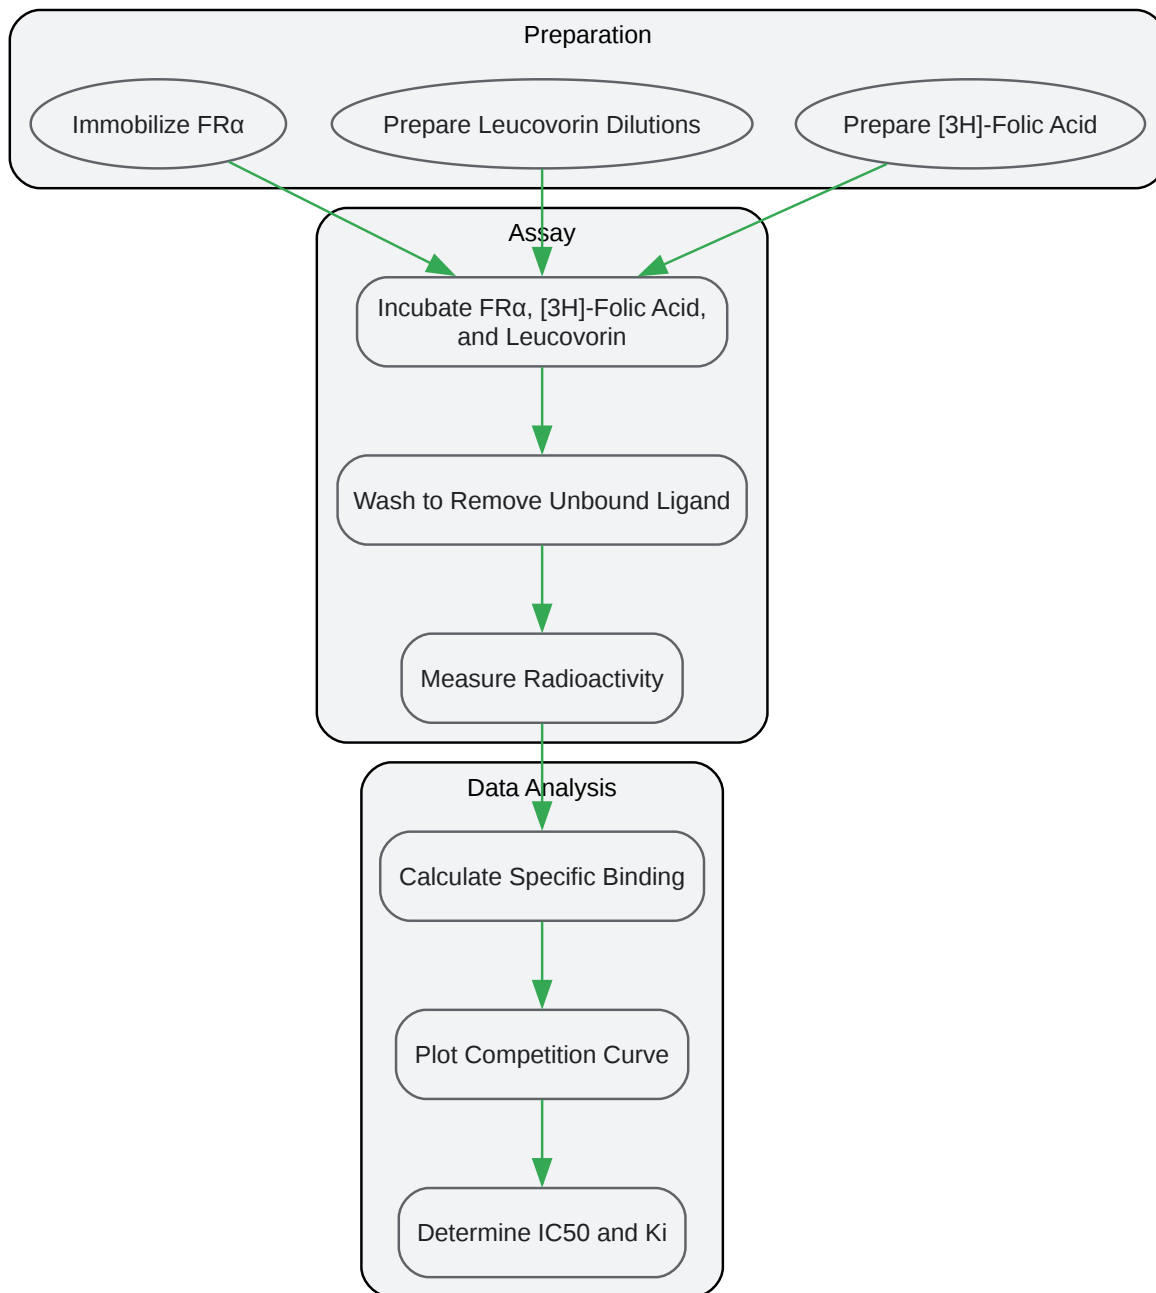 Preparation
Immobilize FRα
Prepare Leucovorin Dilutions
Prepare [3H]-Folic Acid
Assay
Incubate FRα, [3H]-Folic Acid,
and Leucovorin
Wash to Remove Unbound Ligand
Measure Radioactivity
Data Analysis
Calculate Specific Binding
Plot Competition Curve
Determine IC50 and Ki